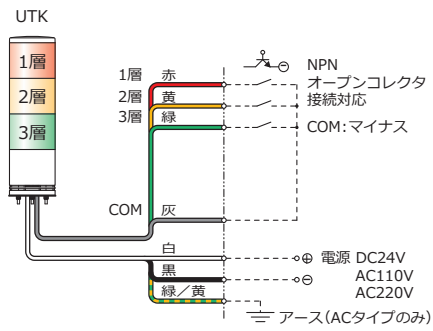 UTK
1層
2層
3層
1層 赤
2層 黄
3層 緑
COM 灰
白
黒
緑／黄
NPN
オープンコレクタ
接続対応
COM：マイナス
⊕ 電源 DC24V
⊖ AC110V
AC220V
アース（ACタイプのみ）